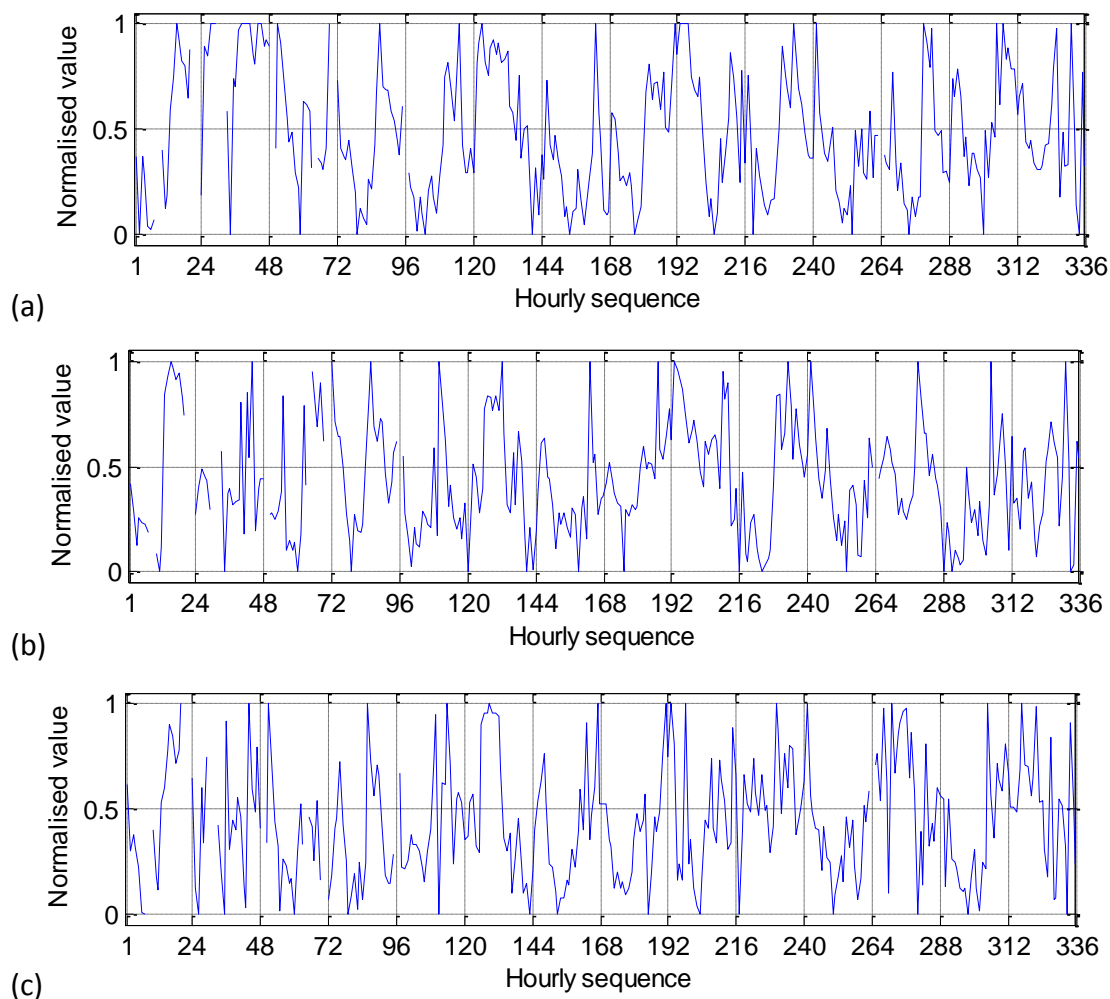 1
0.5
0
Normalised value
1 24 48 72 96 120 144 168 192 216 240 264 288 312 336
Hourly sequence
(a)
1
0.5
0
Normalised value
1 24 48 72 96 120 144 168 192 216 240 264 288 312 336
Hourly sequence
(b)
1
0.5
0
Normalised value
1 24 48 72 96 120 144 168 192 216 240 264 288 312 336
Hourly sequence
(c)